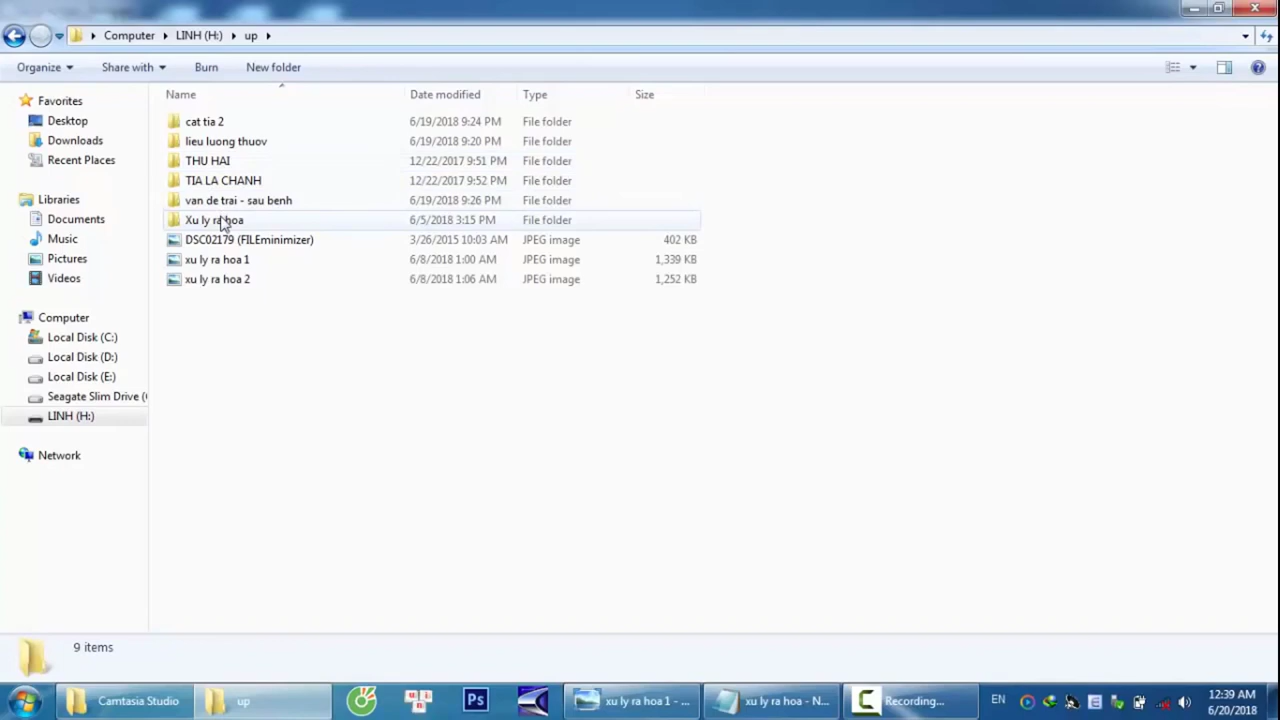 Computer LINH (H:) up
Organize Share with Burn New folder
Name Date modified Type Size
Favorites
Desktop
Downloads
Recent Places
Libraries
Documents
Music
Pictures
Videos
Computer
Local Disk (C:)
Local Disk (D:)
Local Disk (E:)
Seagate Slim Drive (
LINH (H:)
Network
cat tia 2 6/19/2018 9:24 PM File folder
lieu luong thuov 6/19/2018 9:20 PM File folder
THU HAI 12/22/2017 9:51 PM File folder
TIA LA CHANH 12/22/2017 9:52 PM File folder
van de trai - sau benh 6/19/2018 9:26 PM File folder
Xu ly ra hoa 6/5/2018 3:15 PM File folder
DSC02179 (FILEminimizer) 3/26/2015 10:03 AM JPEG image 402 KB
xu ly ra hoa 1 6/8/2018 1:00 AM JPEG image 1,339 KB
xu ly ra hoa 2 6/8/2018 1:06 AM JPEG image 1,252 KB
9 items
Camtasia Studio up Ps xu ly ra hoa 1 - ... xu ly ra hoa - N... Recording... EN 12:39 AM
6/20/2018